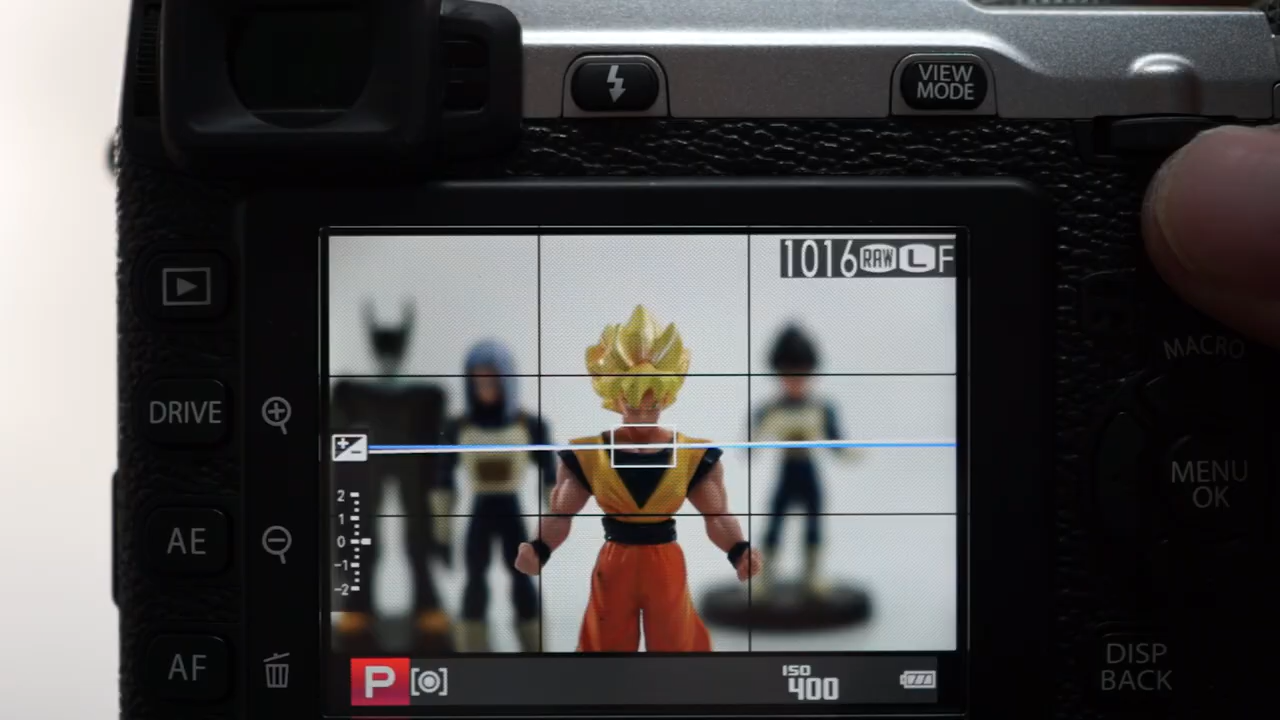 VIEW
MODE
1016 RAW L F
MACRO
DRIVE
MENU
OK
2
1
0
-1
-2
AE
AF
P
ISO
400
DISP
BACK